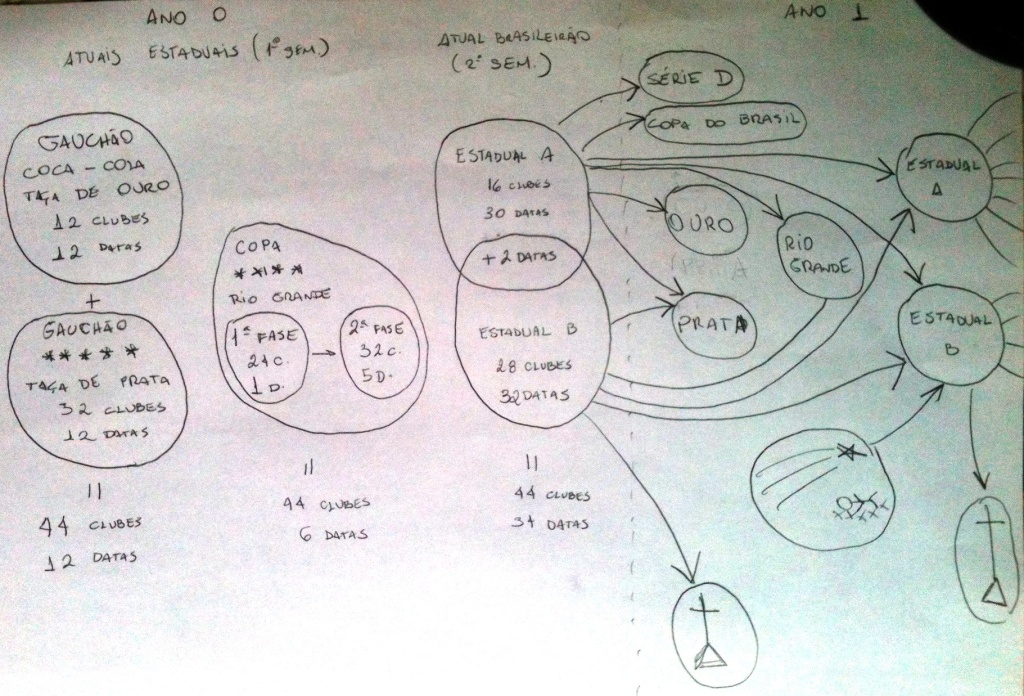 ANO 0
ATUAIS ESTADUAIS (1º SEM.)
ATUAL BRASILEIRÃO
(2º SEM.)
ANO 1
GAUCHÃO
COCA-COLA
TAÇA DE OURO
12 CLUBES
12 DATAS
+
GAUCHÃO
* * * * *
TAÇA DE PRATA
32 CLUBES
12 DATAS
=
44 CLUBES
12 DATAS
COPA
* * * *
RIO GRANDE
1ª FASE
24 C.
1 D.
2ª FASE
32 C.
5 D.
=
44 CLUBES
6 DATAS
ESTADUAL A
16 CLUBES
30 DATAS
+2 DATAS
ESTADUAL B
28 CLUBES
32 DATAS
=
44 CLUBES
34 DATAS
SÉRIE D
COPA DO BRASIL
OURO
PRATA
RIO
GRANDE
ESTADUAL
A
ESTADUAL
B